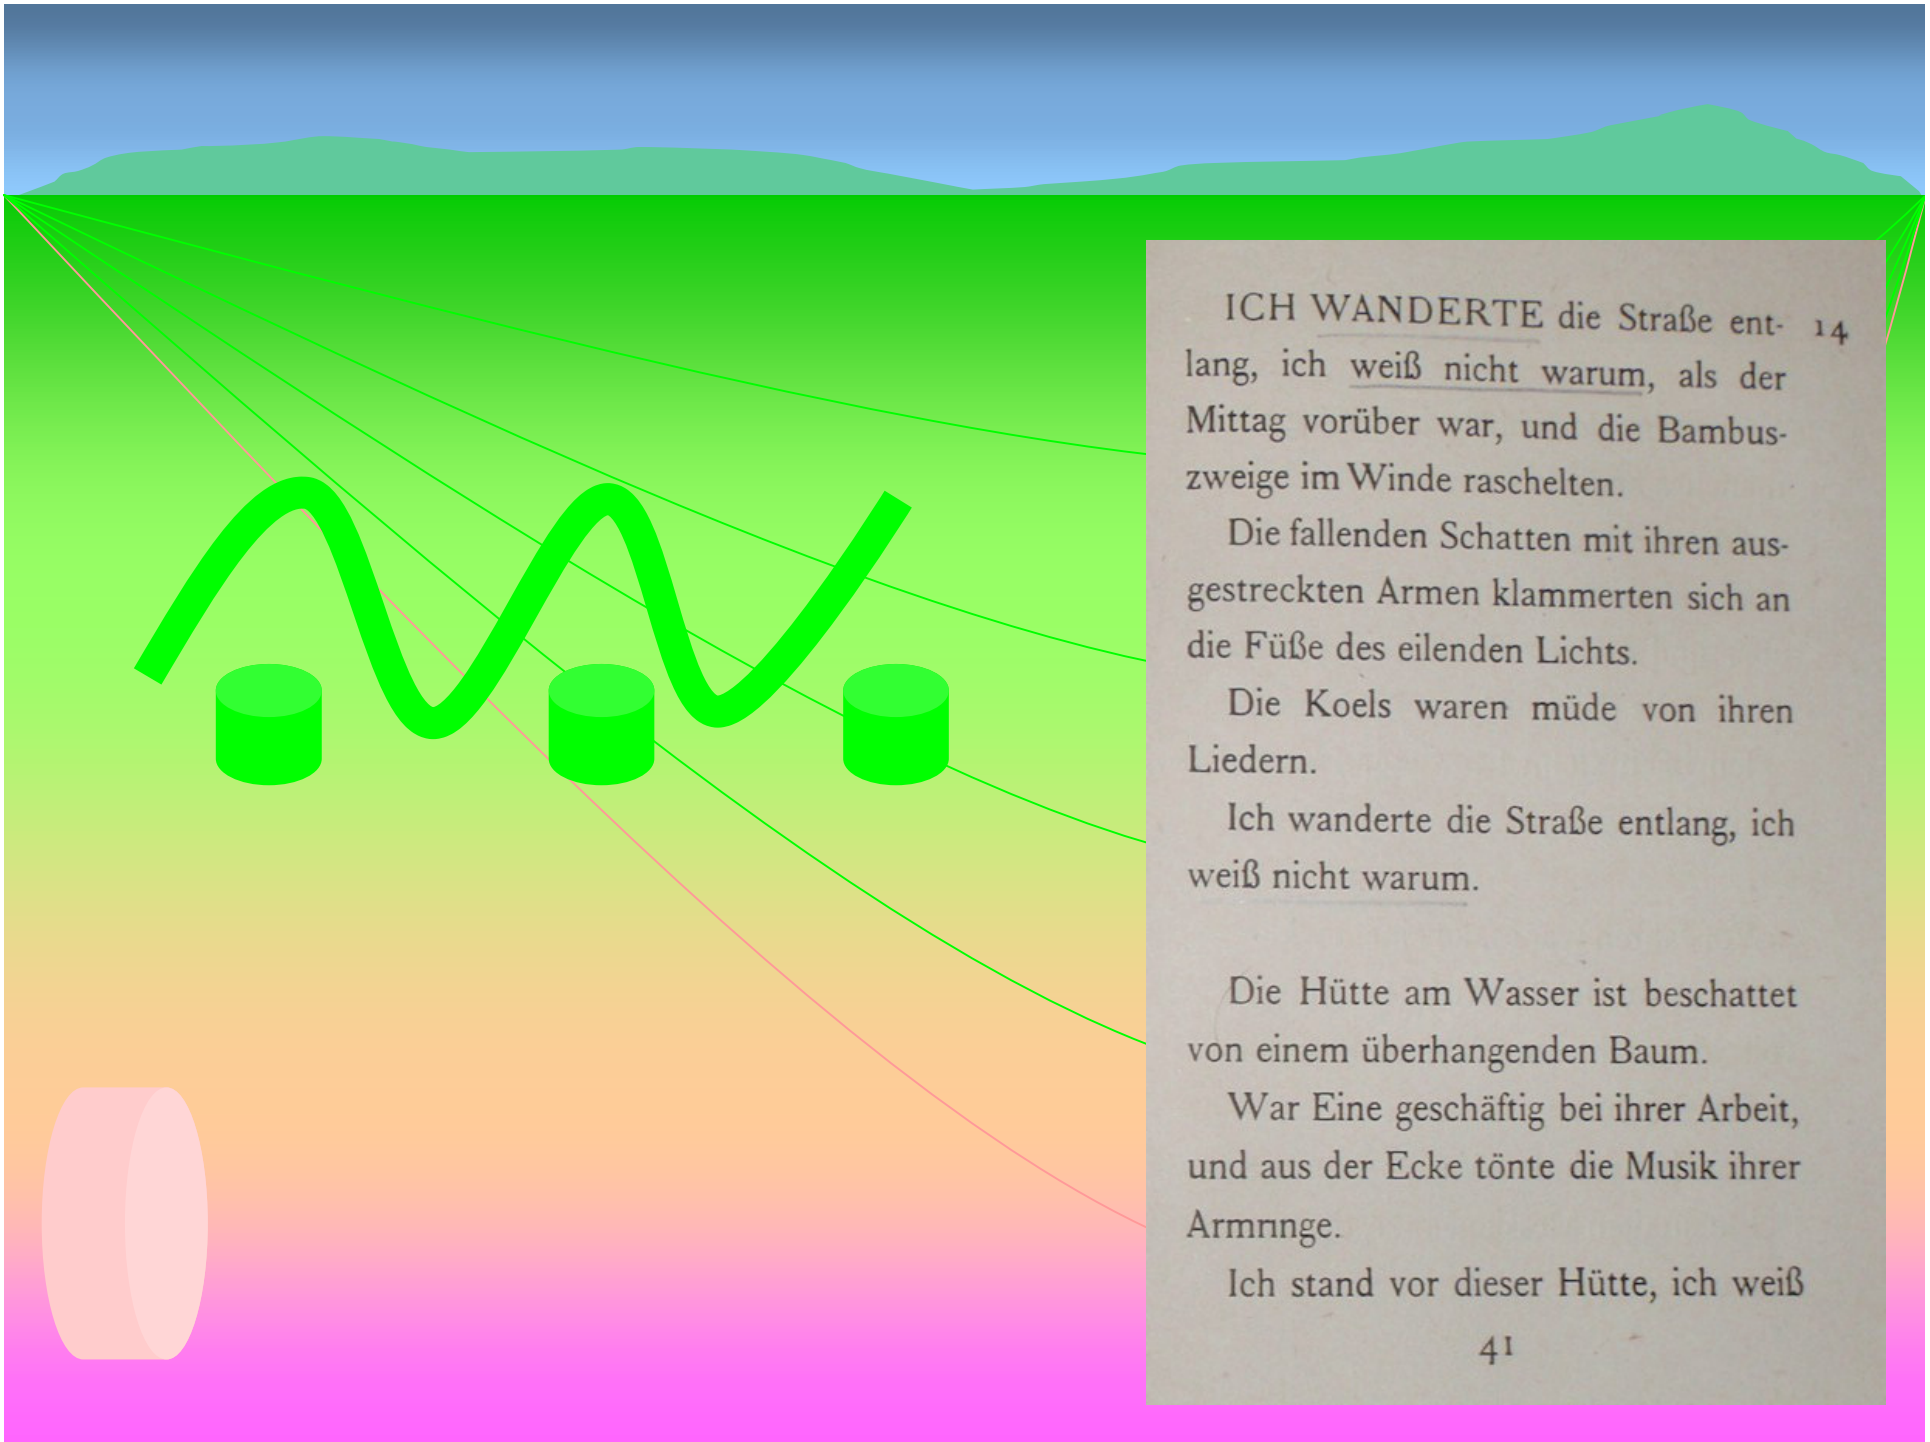 ICH WANDERTE die Straße ent- 14
lang, ich weiß nicht warum, als der
Mittag vorüber war, und die Bambus-
zweige im Winde raschelten.
Die fallenden Schatten mit ihren aus-
gestreckten Armen klammerten sich an
die Füße des eilenden Lichts.
Die Koels waren müde von ihren
Liedern.
Ich wanderte die Straße entlang, ich
weiß nicht warum.
Die Hütte am Wasser ist beschattet
von einem überhangenden Baum.
War Eine geschäftig bei ihrer Arbeit,
und aus der Ecke tönte die Musik ihrer
Armringe.
Ich stand vor dieser Hütte, ich weiß
41